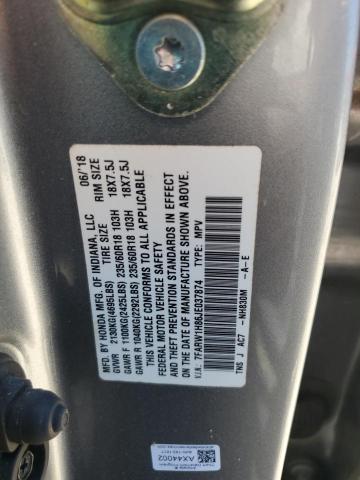 MFD. BY HONDA MFG. OF INDIANA, LLC 06/'18
TIRE SIZE RIM SIZE
GVWR 2130KG(4695LBS)
GAWR F 1100KG(2425LBS) 235/60R18 103H 18X7.5J
GAWR R 1040KG(2292LBS) 235/60R18 103H 18X7.5J
THIS VEHICLE CONFORMS TO ALL APPLICABLE
FEDERAL MOTOR VEHICLE SAFETY
AND THEFT PREVENTION STANDARDS IN EFFECT
ON THE DATE OF MANUFACTURE SHOWN ABOVE.
V.I.N. 7FARW1H85JE037374 TYPE: MPV
TNS J AC7 -NH830M -A- E
AX44002